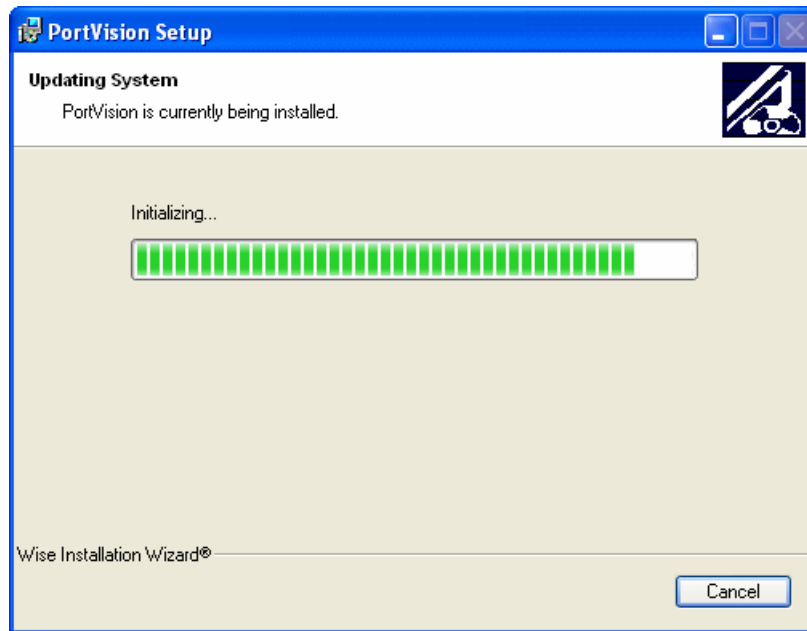 PortVision Setup
Updating System
PortVision is currently being installed.
Initializing...
Wise Installation Wizard®
Cancel